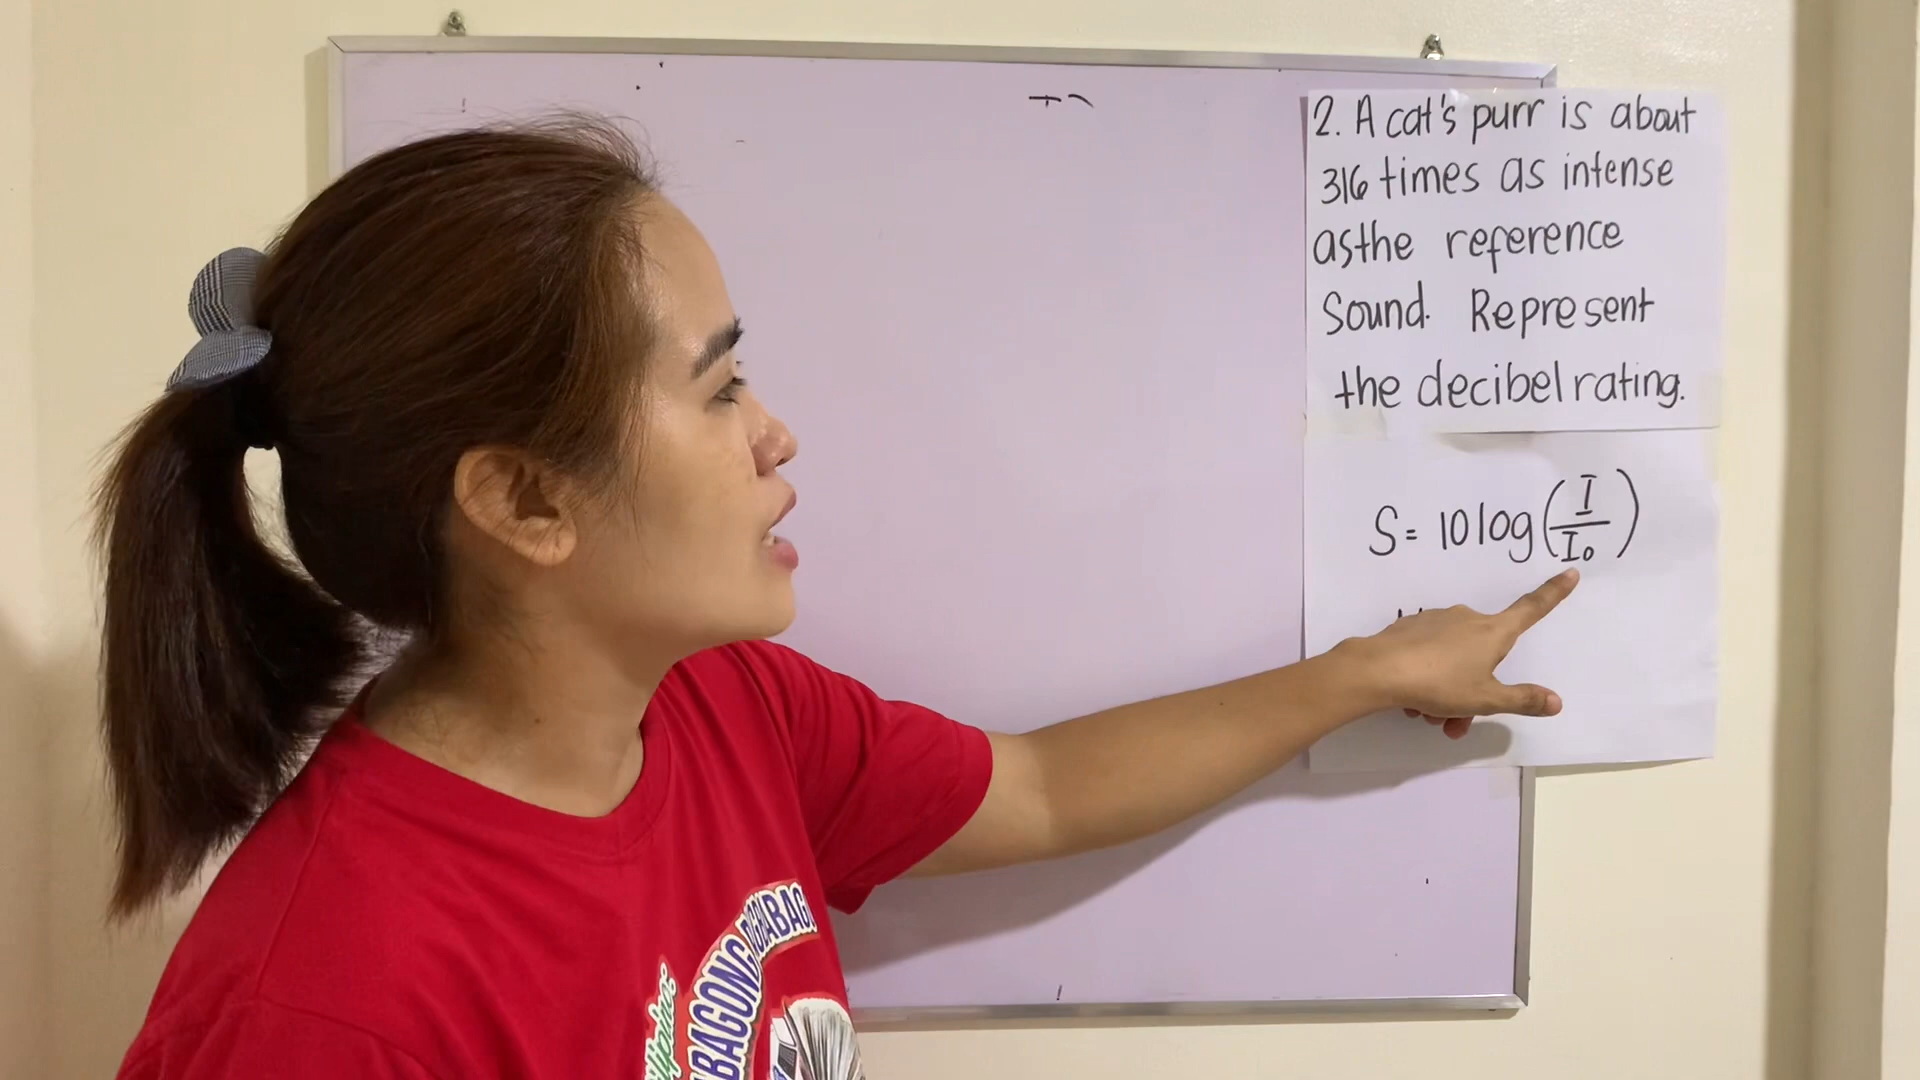 2. A cat's purr is about
316 times as intense
asthe reference
Sound. Represent
the decibel rating.
S = 10 log (I/I₀)